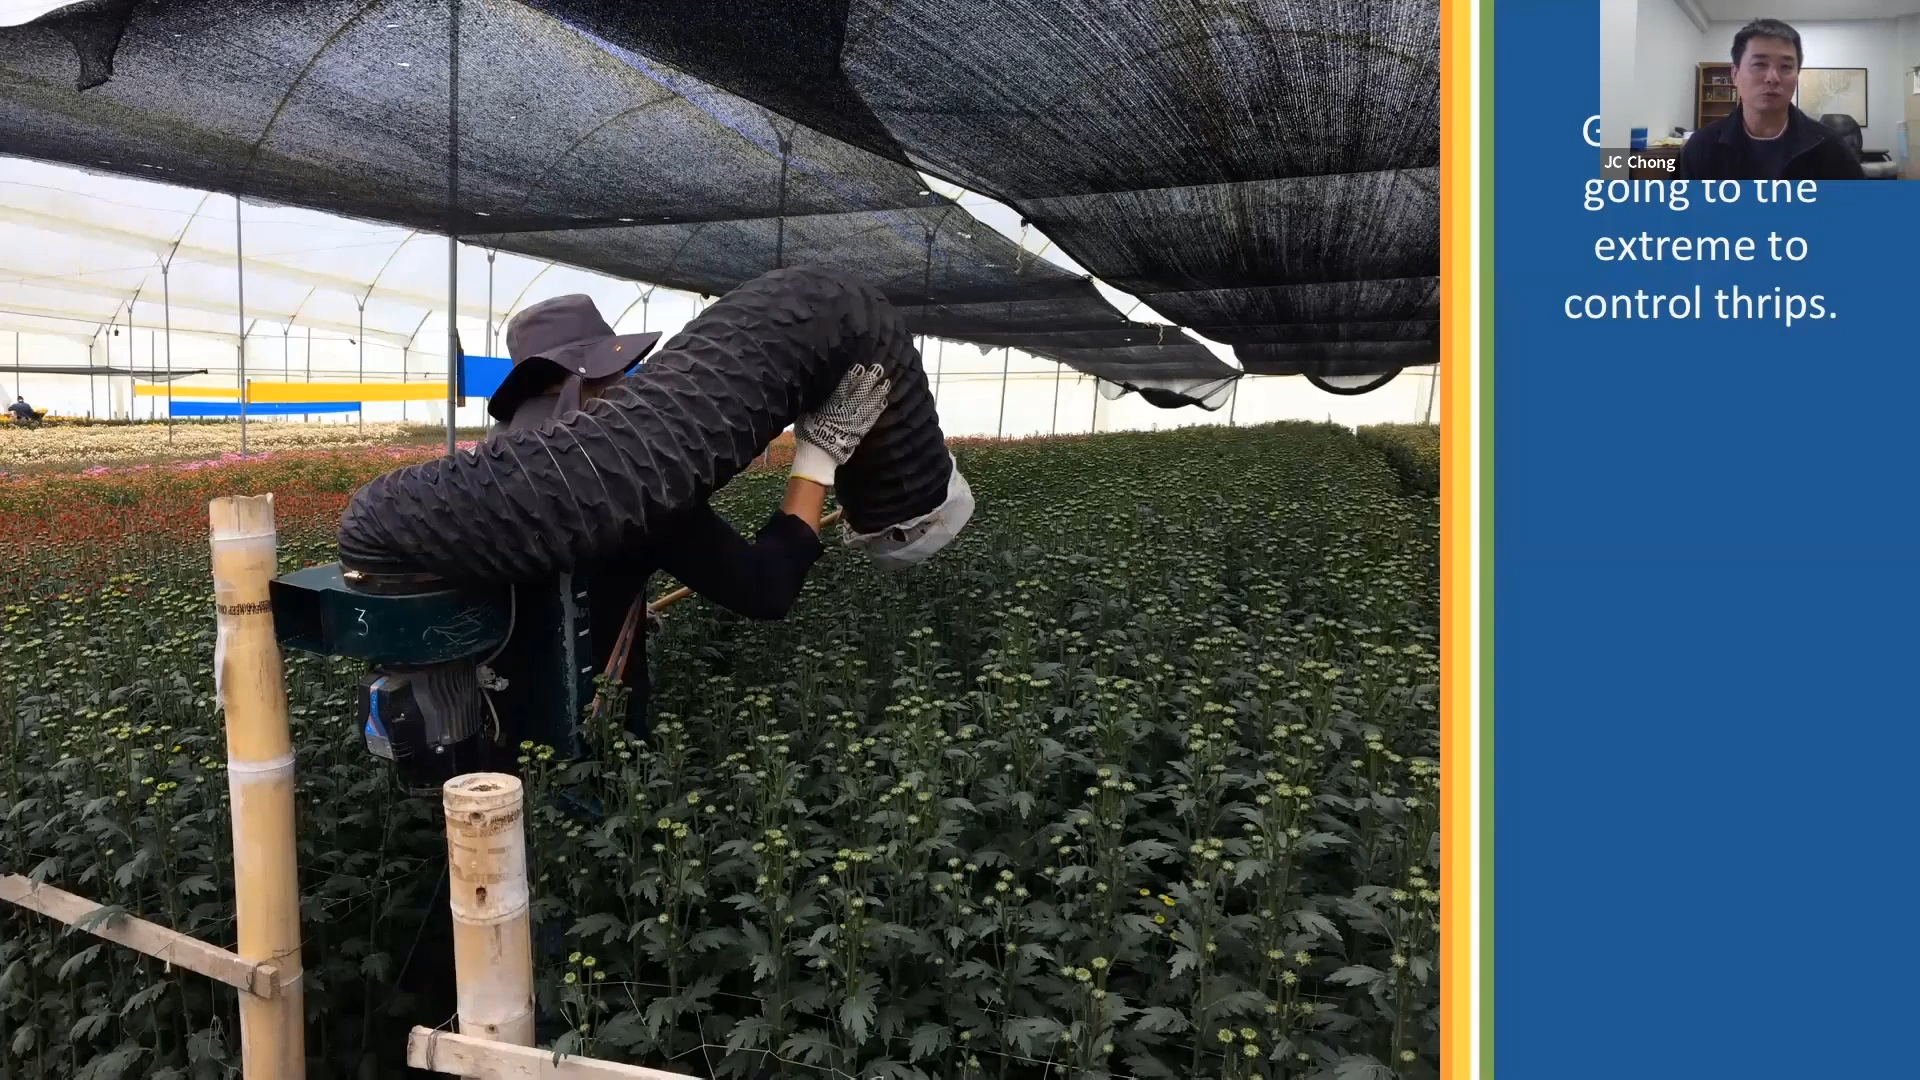 JC Chong
going to the
extreme to
control thrips.
3